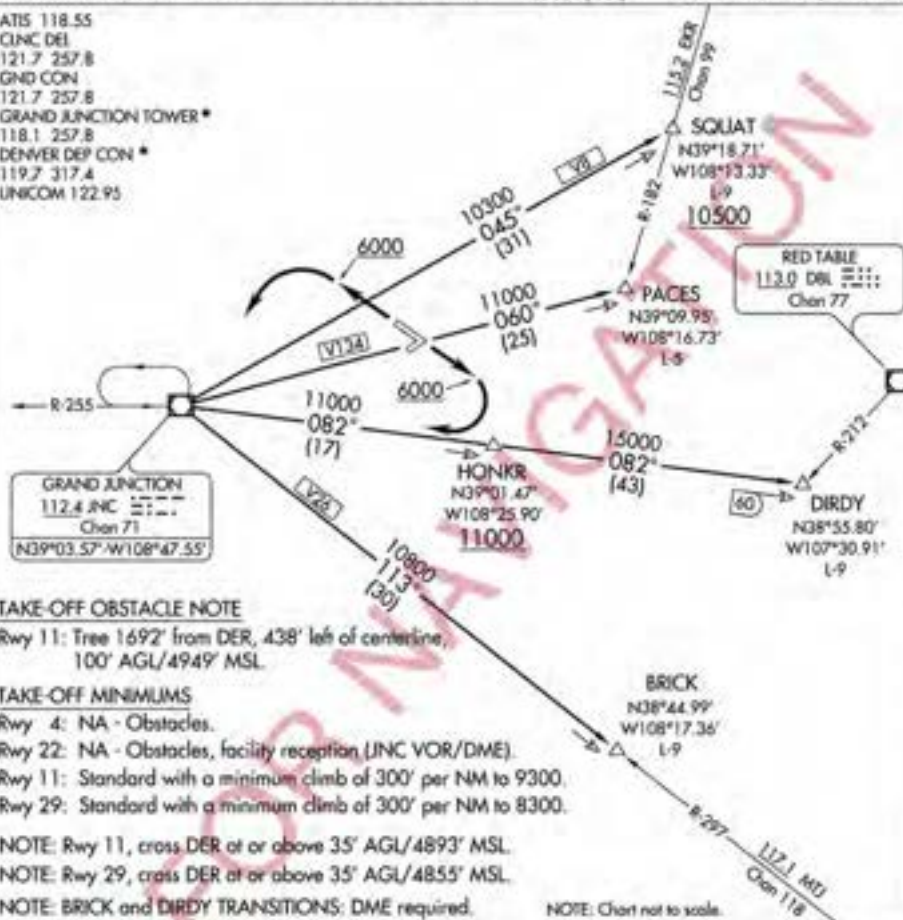 ATIS 118.55
CLNC DEL
121.7 257.8
GND CON
121.7 257.8
GRAND JUNCTION TOWER*
118.1 257.8
DENVER DEP CON*
119.7 317.4
UNICOM 122.95
115.2 EKR
Chan 99
SQUAT
N39°18.71'
W108°13.33'
L-9
10500
R-182
V8
10300
045°
(31)
6000
RED TABLE
113.0 DBL
Chan 77
11000
060°
(25)
PACES
N39°09.95'
W108°16.73'
V134
6000
R-255
11000
082°
(17)
R-212
15000
082°
(43)
HONKR
N39°01.47'
W108°25.90'
11000
60
DIRDY
N38°55.80'
W107°30.91'
L-9
GRAND JUNCTION
112.4 JNC
Chan 71
N39°03.57'-W108°47.55'
V26
10800
113°
(30)
TAKE-OFF OBSTACLE NOTE
Rwy 11: Tree 1692' from DER, 438' left of centerline,
100' AGL/4949' MSL.
TAKE-OFF MINIMUMS
Rwy 4: NA - Obstacles.
Rwy 22: NA - Obstacles, facility reception (JNC VOR/DME).
Rwy 11: Standard with a minimum climb of 300' per NM to 9300.
Rwy 29: Standard with a minimum climb of 300' per NM to 8300.
BRICK
N38°44.99'
W108°17.36'
L-9
R-297
117.1 MTJ
Chan 118
NOTE: Rwy 11, cross DER at or above 35' AGL/4893' MSL.
NOTE: Rwy 29, cross DER at or above 35' AGL/4855' MSL.
NOTE: BRICK and DIRDY TRANSITIONS: DME required.
NOTE: Chart not to scale.
FOR NAVIGATION